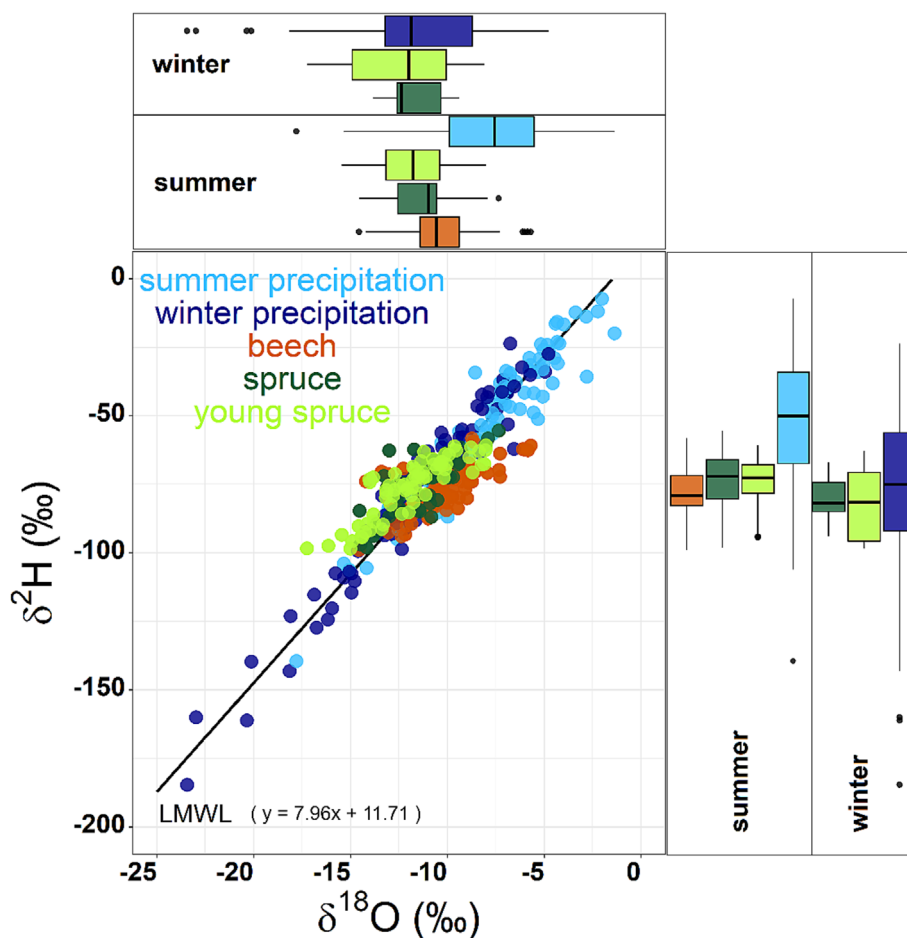 winter
summer
0
-50
-100
-150
-200
δ²H (‰)
summer precipitation
winter precipitation
beech
spruce
young spruce
LMWL ( y = 7.96x + 11.71 )
-25
-20
-15
-10
-5
0
δ¹⁸O (‰)
summer
winter